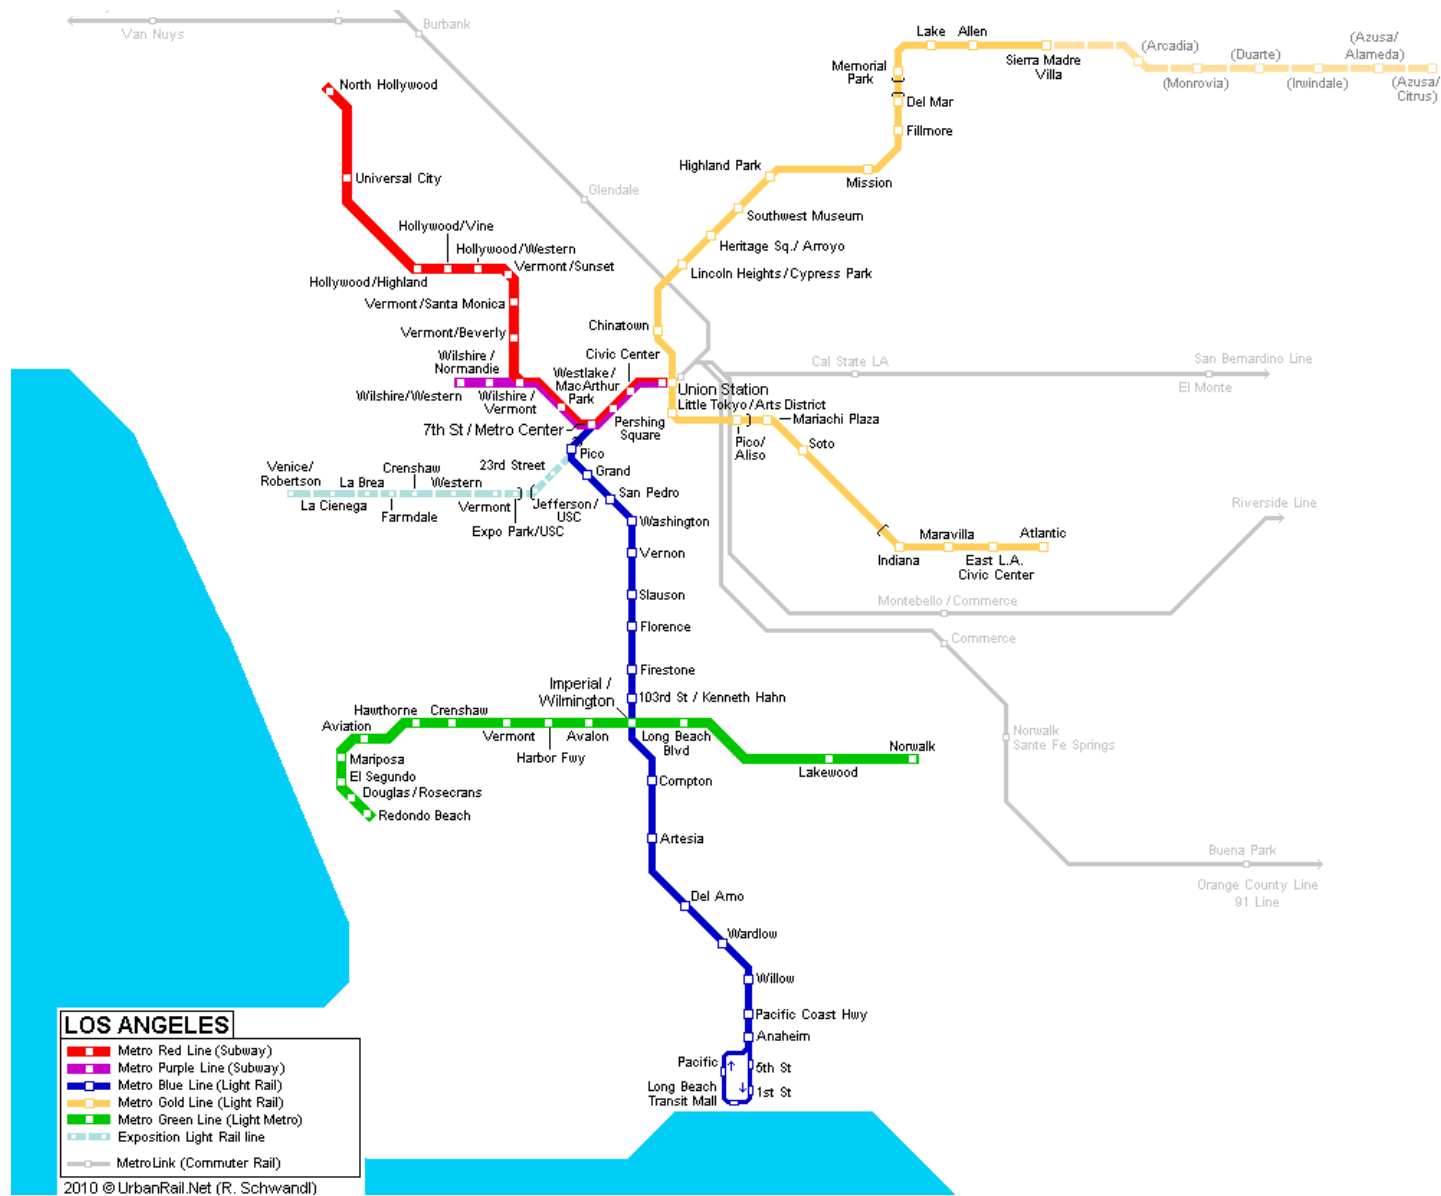 Van Nuys
Burbank
Glendale
Lake
Allen
Memorial
Park
Sierra Madre
Villa
(Arcadia)
(Monrovia)
(Duarte)
(Irwindale)
(Azusa/
Alameda)
(Azusa/
Citrus)
Del Mar
Fillmore
Mission
Highland Park
Southwest Museum
Heritage Sq./ Arroyo
Lincoln Heights/Cypress Park
Chinatown
North Hollywood
Universal City
Hollywood/Vine
Hollywood/Western
Vermont/Sunset
Hollywood/Highland
Vermont/Santa Monica
Vermont/Beverly
Wilshire/
Normandie
Wilshire/Western
Wilshire/
Vermont
Westlake/
MacArthur
Park
Civic Center
Pershing
Square
7th St / Metro Center
Union Station
Little Tokyo/Arts District
Pico/
Aliso
Mariachi Plaza
Soto
Indiana
Maravilla
East L.A.
Civic Center
Atlantic
Cal State LA
El Monte
San Bernardino Line
Riverside Line
Montebello/Commerce
Commerce
Norwalk
Sante Fe Springs
Buena Park
Orange County Line
91 Line
Pico
23rd Street
Jefferson/
USC
Expo Park/USC
Vermont
Western
Crenshaw
Farmdale
La Brea
La Cienega
Venice/
Robertson
Grand
San Pedro
Washington
Vernon
Slauson
Florence
Firestone
103rd St / Kenneth Hahn
Imperial /
Wilmington
Hawthorne
Crenshaw
Aviation
Vermont
Harbor Fwy
Avalon
Long Beach
Blvd
Norwalk
Lakewood
Mariposa
El Segundo
Douglas/Rosecrans
Redondo Beach
Compton
Artesia
Del Amo
Wardlow
Willow
Pacific Coast Hwy
Anaheim
Pacific
5th St
Long Beach
Transit Mall
1st St
LOS ANGELES
Metro Red Line (Subway)
Metro Purple Line (Subway)
Metro Blue Line (Light Rail)
Metro Gold Line (Light Rail)
Metro Green Line (Light Metro)
Exposition Light Rail line
MetroLink (Commuter Rail)
2010 © UrbanRail.Net (R. Schwandl)